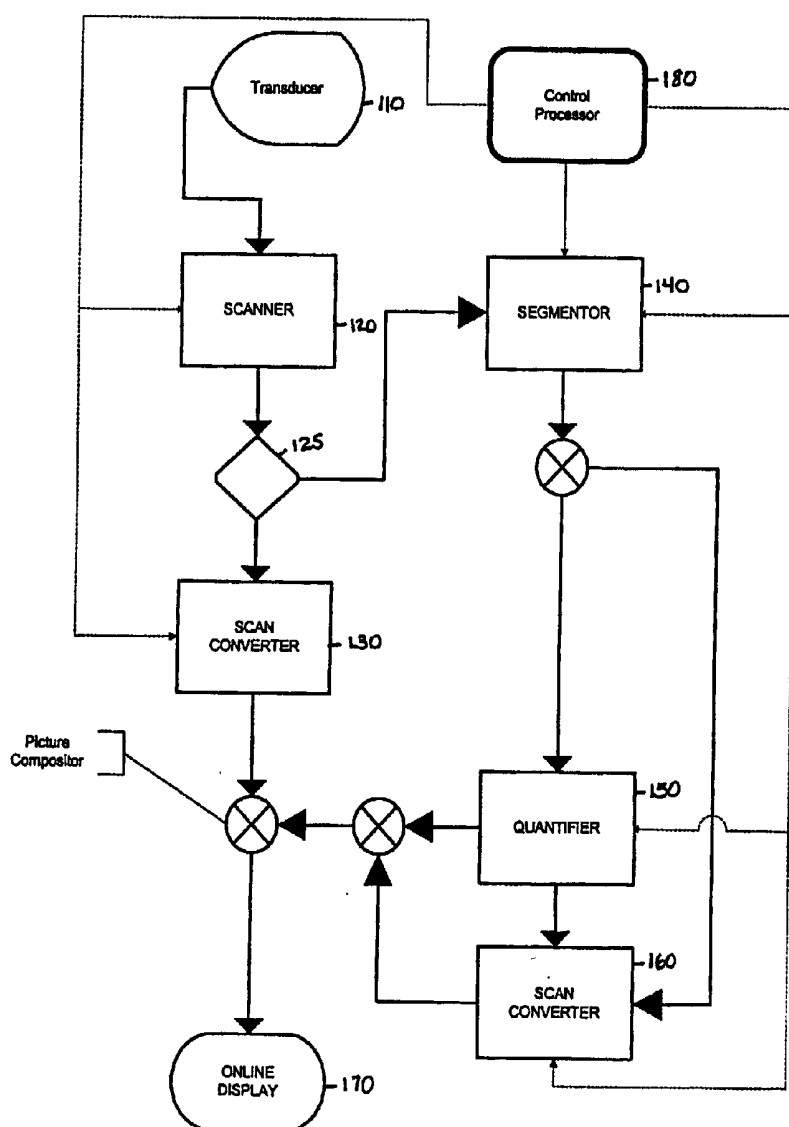 Transducer
110
Control
Processor
180
SCANNER
120
SEGMENTOR
140
125
SCAN
CONVERTER
130
Picture
Compositor
QUANTIFIER
150
SCAN
CONVERTER
160
ONLINE
DISPLAY
170